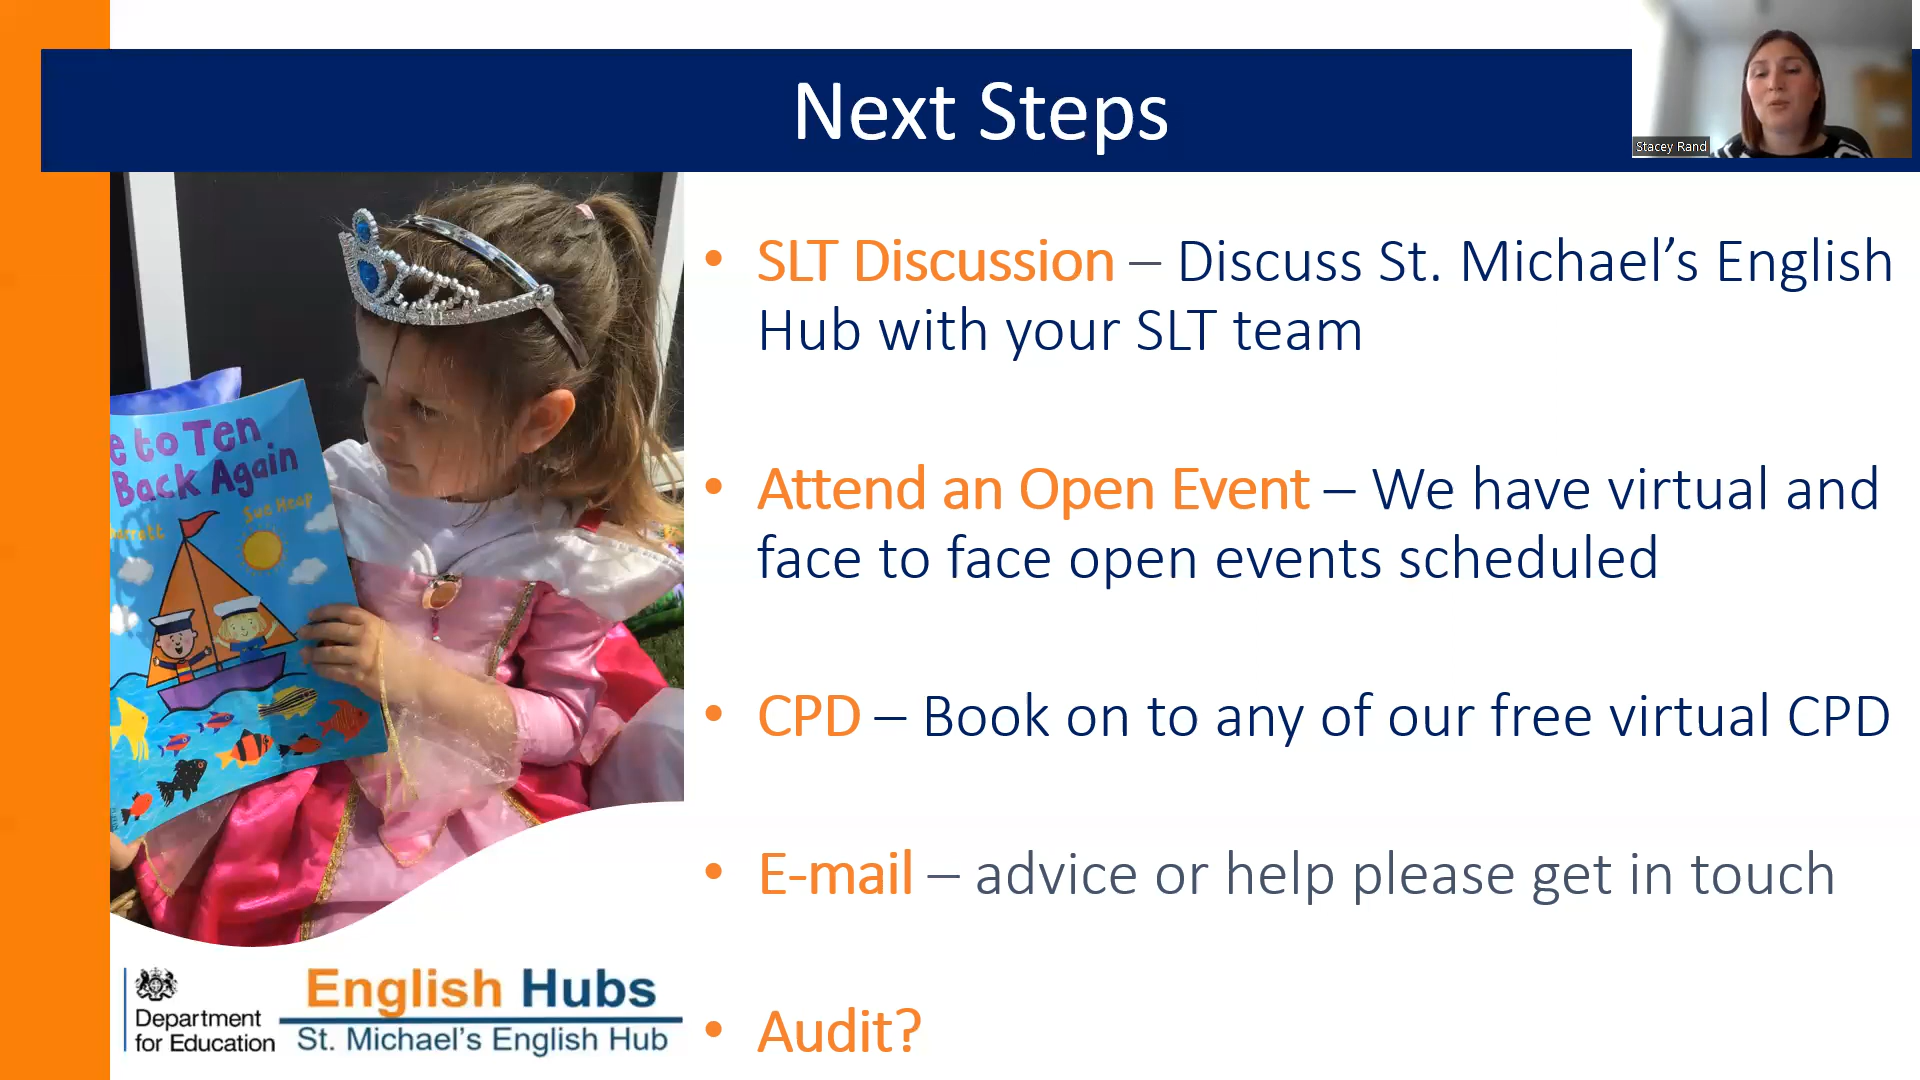 Next Steps
Stacey Rand
• SLT Discussion – Discuss St. Michael’s English
Hub with your SLT team
• Attend an Open Event – We have virtual and
face to face open events scheduled
• CPD – Book on to any of our free virtual CPD
• E-mail – advice or help please get in touch
• Audit?
e to Ten
Back Again
Sue Heap
Department
for Education
English Hubs
St. Michael’s English Hub